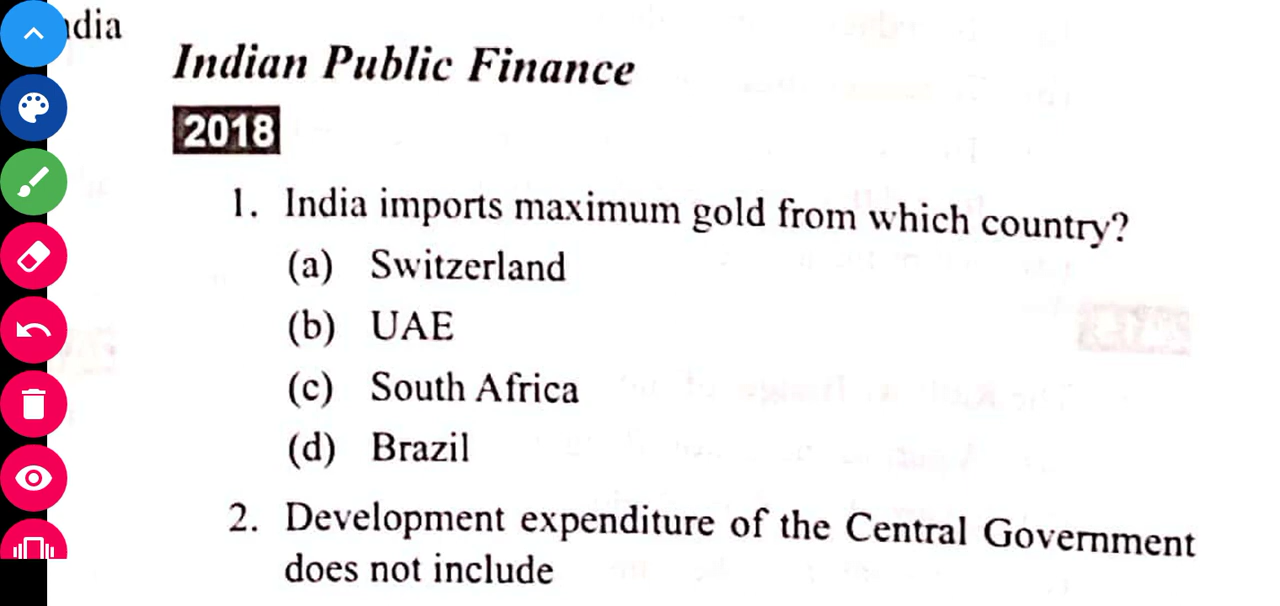 ndia
Indian Public Finance
2018
1. India imports maximum gold from which country?
(a) Switzerland
(b) UAE
(c) South Africa
(d) Brazil
2. Development expenditure of the Central Government
does not include